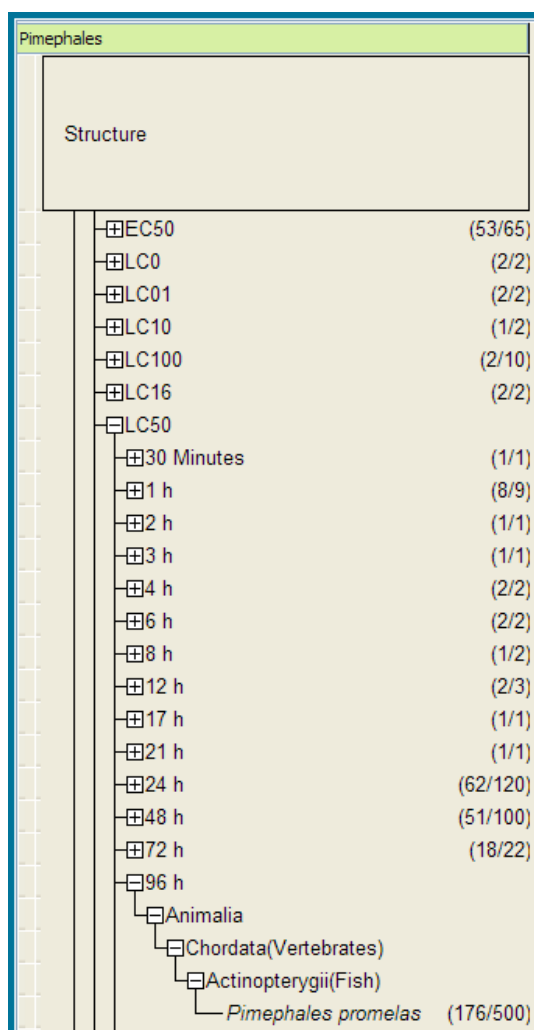 Pimephales
Structure
EC50 (53/65)
LC0 (2/2)
LC01 (2/2)
LC10 (1/2)
LC100 (2/10)
LC16 (2/2)
LC50
30 Minutes (1/1)
1 h (8/9)
2 h (1/1)
3 h (1/1)
4 h (2/2)
6 h (2/2)
8 h (1/2)
12 h (2/3)
17 h (1/1)
21 h (1/1)
24 h (62/120)
48 h (51/100)
72 h (18/22)
96 h
Animalia
Chordata(Vertebrates)
Actinopterygii(Fish)
Pimephales promelas (176/500)